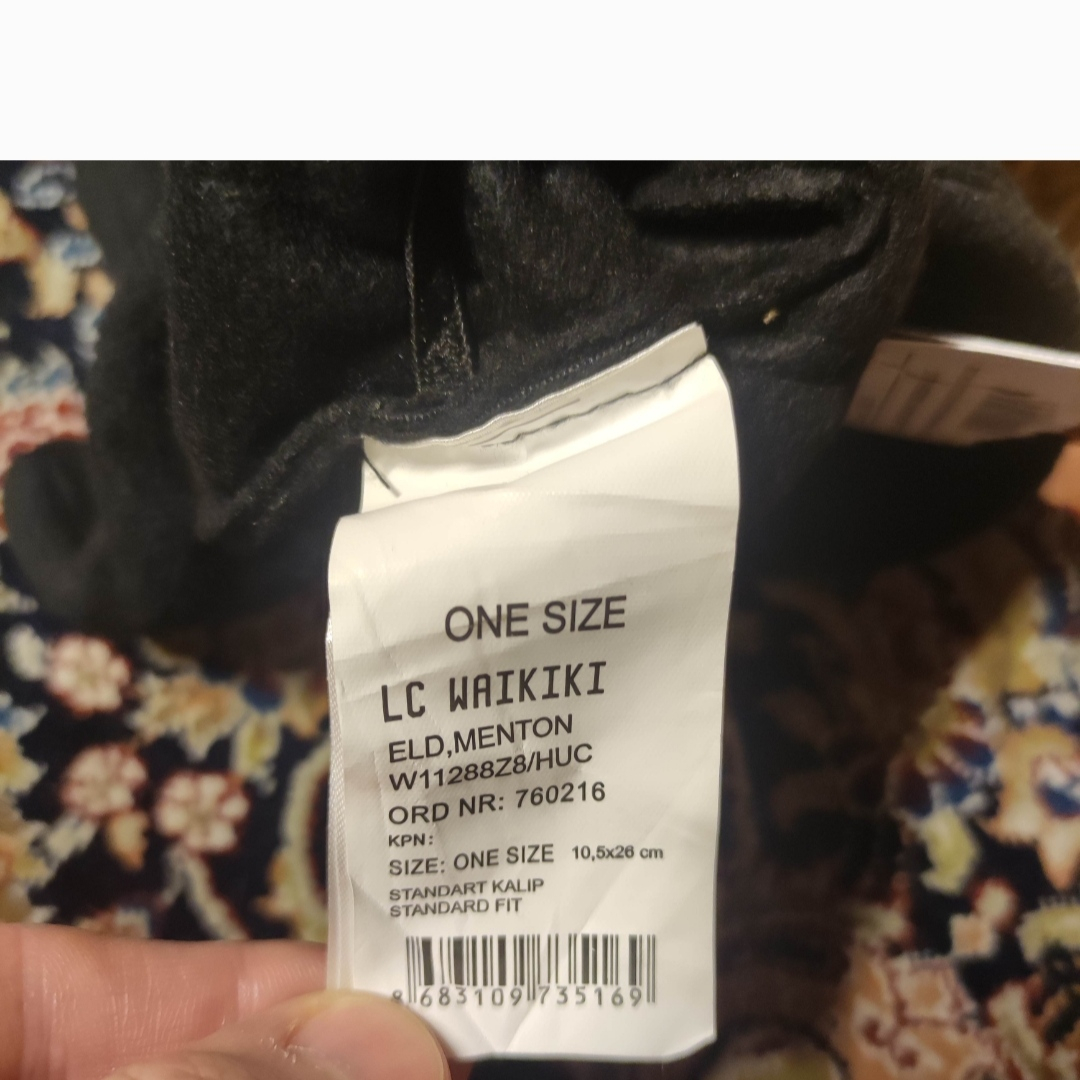 ONE SIZE
LC WAIKIKI
ELD,MENTON
W11288Z8/HUC
ORD NR: 760216
KPN:
SIZE: ONE SIZE 10,5x26 cm
STANDART KALIP
STANDARD FIT
8 683109 735169